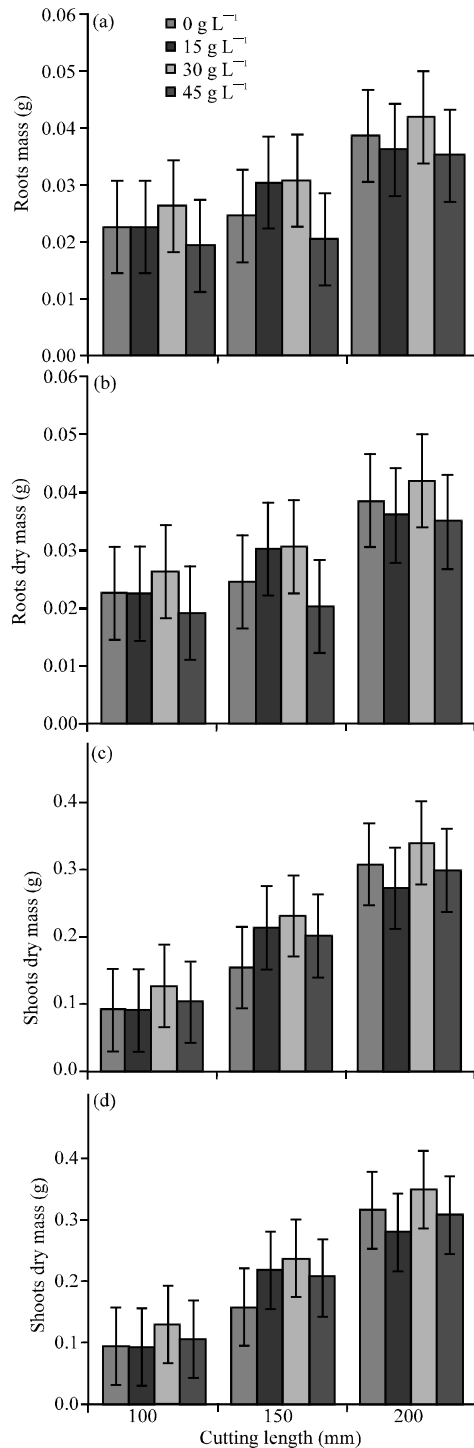 (a)
0 g L⁻¹
15 g L⁻¹
30 g L⁻¹
45 g L⁻¹
Roots mass (g)
0.06
0.05
0.04
0.03
0.02
0.01
0.00
(b)
Roots dry mass (g)
0.06
0.05
0.04
0.03
0.02
0.01
0.00
(c)
Shoots dry mass (g)
0.4
0.3
0.2
0.1
0.0
(d)
Shoots dry mass (g)
0.4
0.3
0.2
0.1
0.0
100 150 200
Cutting length (mm)